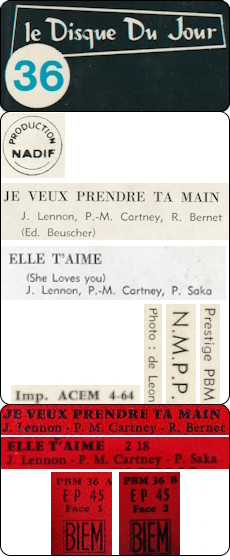 le Disque Du Jour
36
PRODUCTION
NADIF
JE VEUX PRENDRE TA MAIN
J. Lennon, P.-M. Cartney, R. Bernet
(Ed. Beuscher)
ELLE T'AIME
(She Loves you)
J. Lennon, P.-M. Cartney, P. Saka
Photo : de Leon
N.M.P.P.
Prestige PBM
Imp. ACEM 4-64
JE VEUX PRENDRE TA MAIN
J. Lennon - P. M. Cartney - R. Bernet
ELLE T'AIME 2 18
J. Lennon - P. M. Cartney - P. Saka
PBM 36 A
EP 45
Face 1
BIEM
PBM 36 B
EP 45
Face 2
BIEM